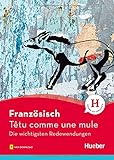 Französisch
Têtu comme une mule
Die wichtigsten Redewendungen
H
Hueber